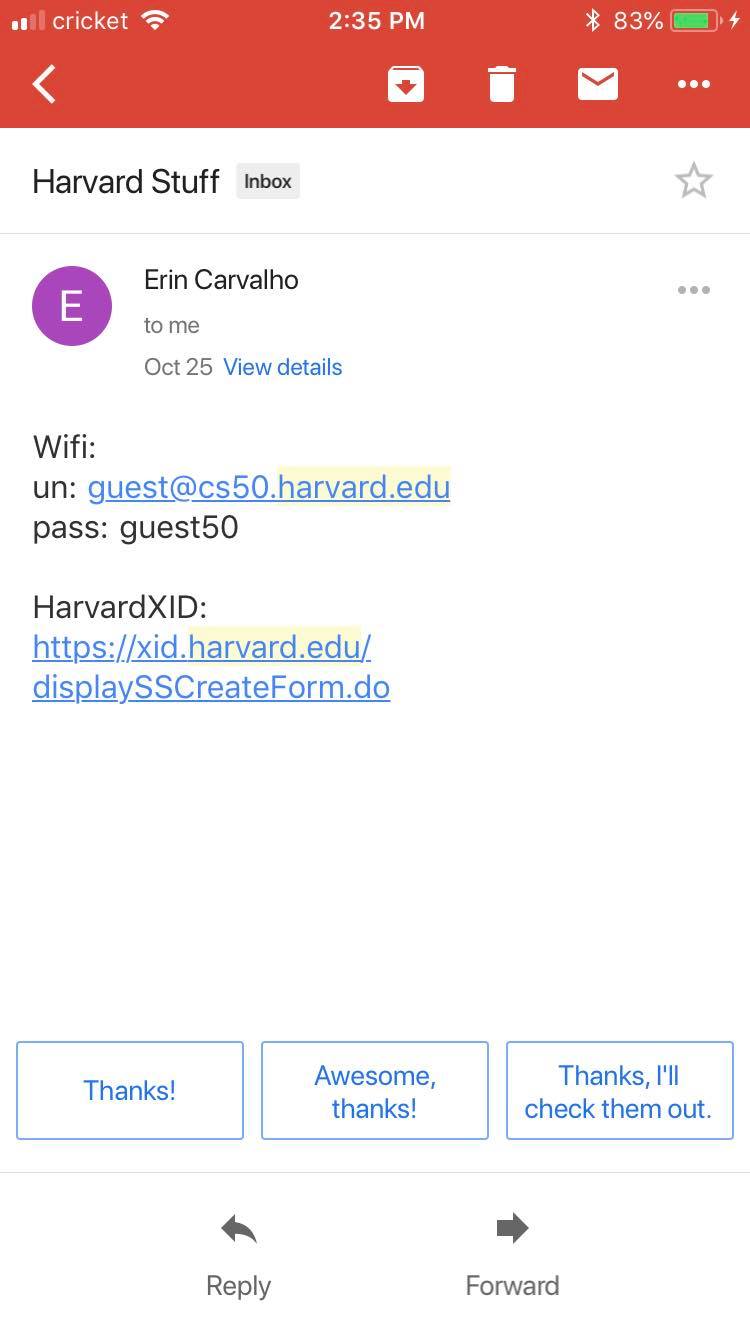 cricket 2:35 PM 83%
Harvard Stuff Inbox
E
Erin Carvalho
to me
Oct 25 View details
Wifi:
un: guest@cs50.harvard.edu
pass: guest50
HarvardXID:
https://xid.harvard.edu/
displaySSCreateForm.do
Thanks!
Awesome,
thanks!
Thanks, I'll
check them out.
Reply Forward